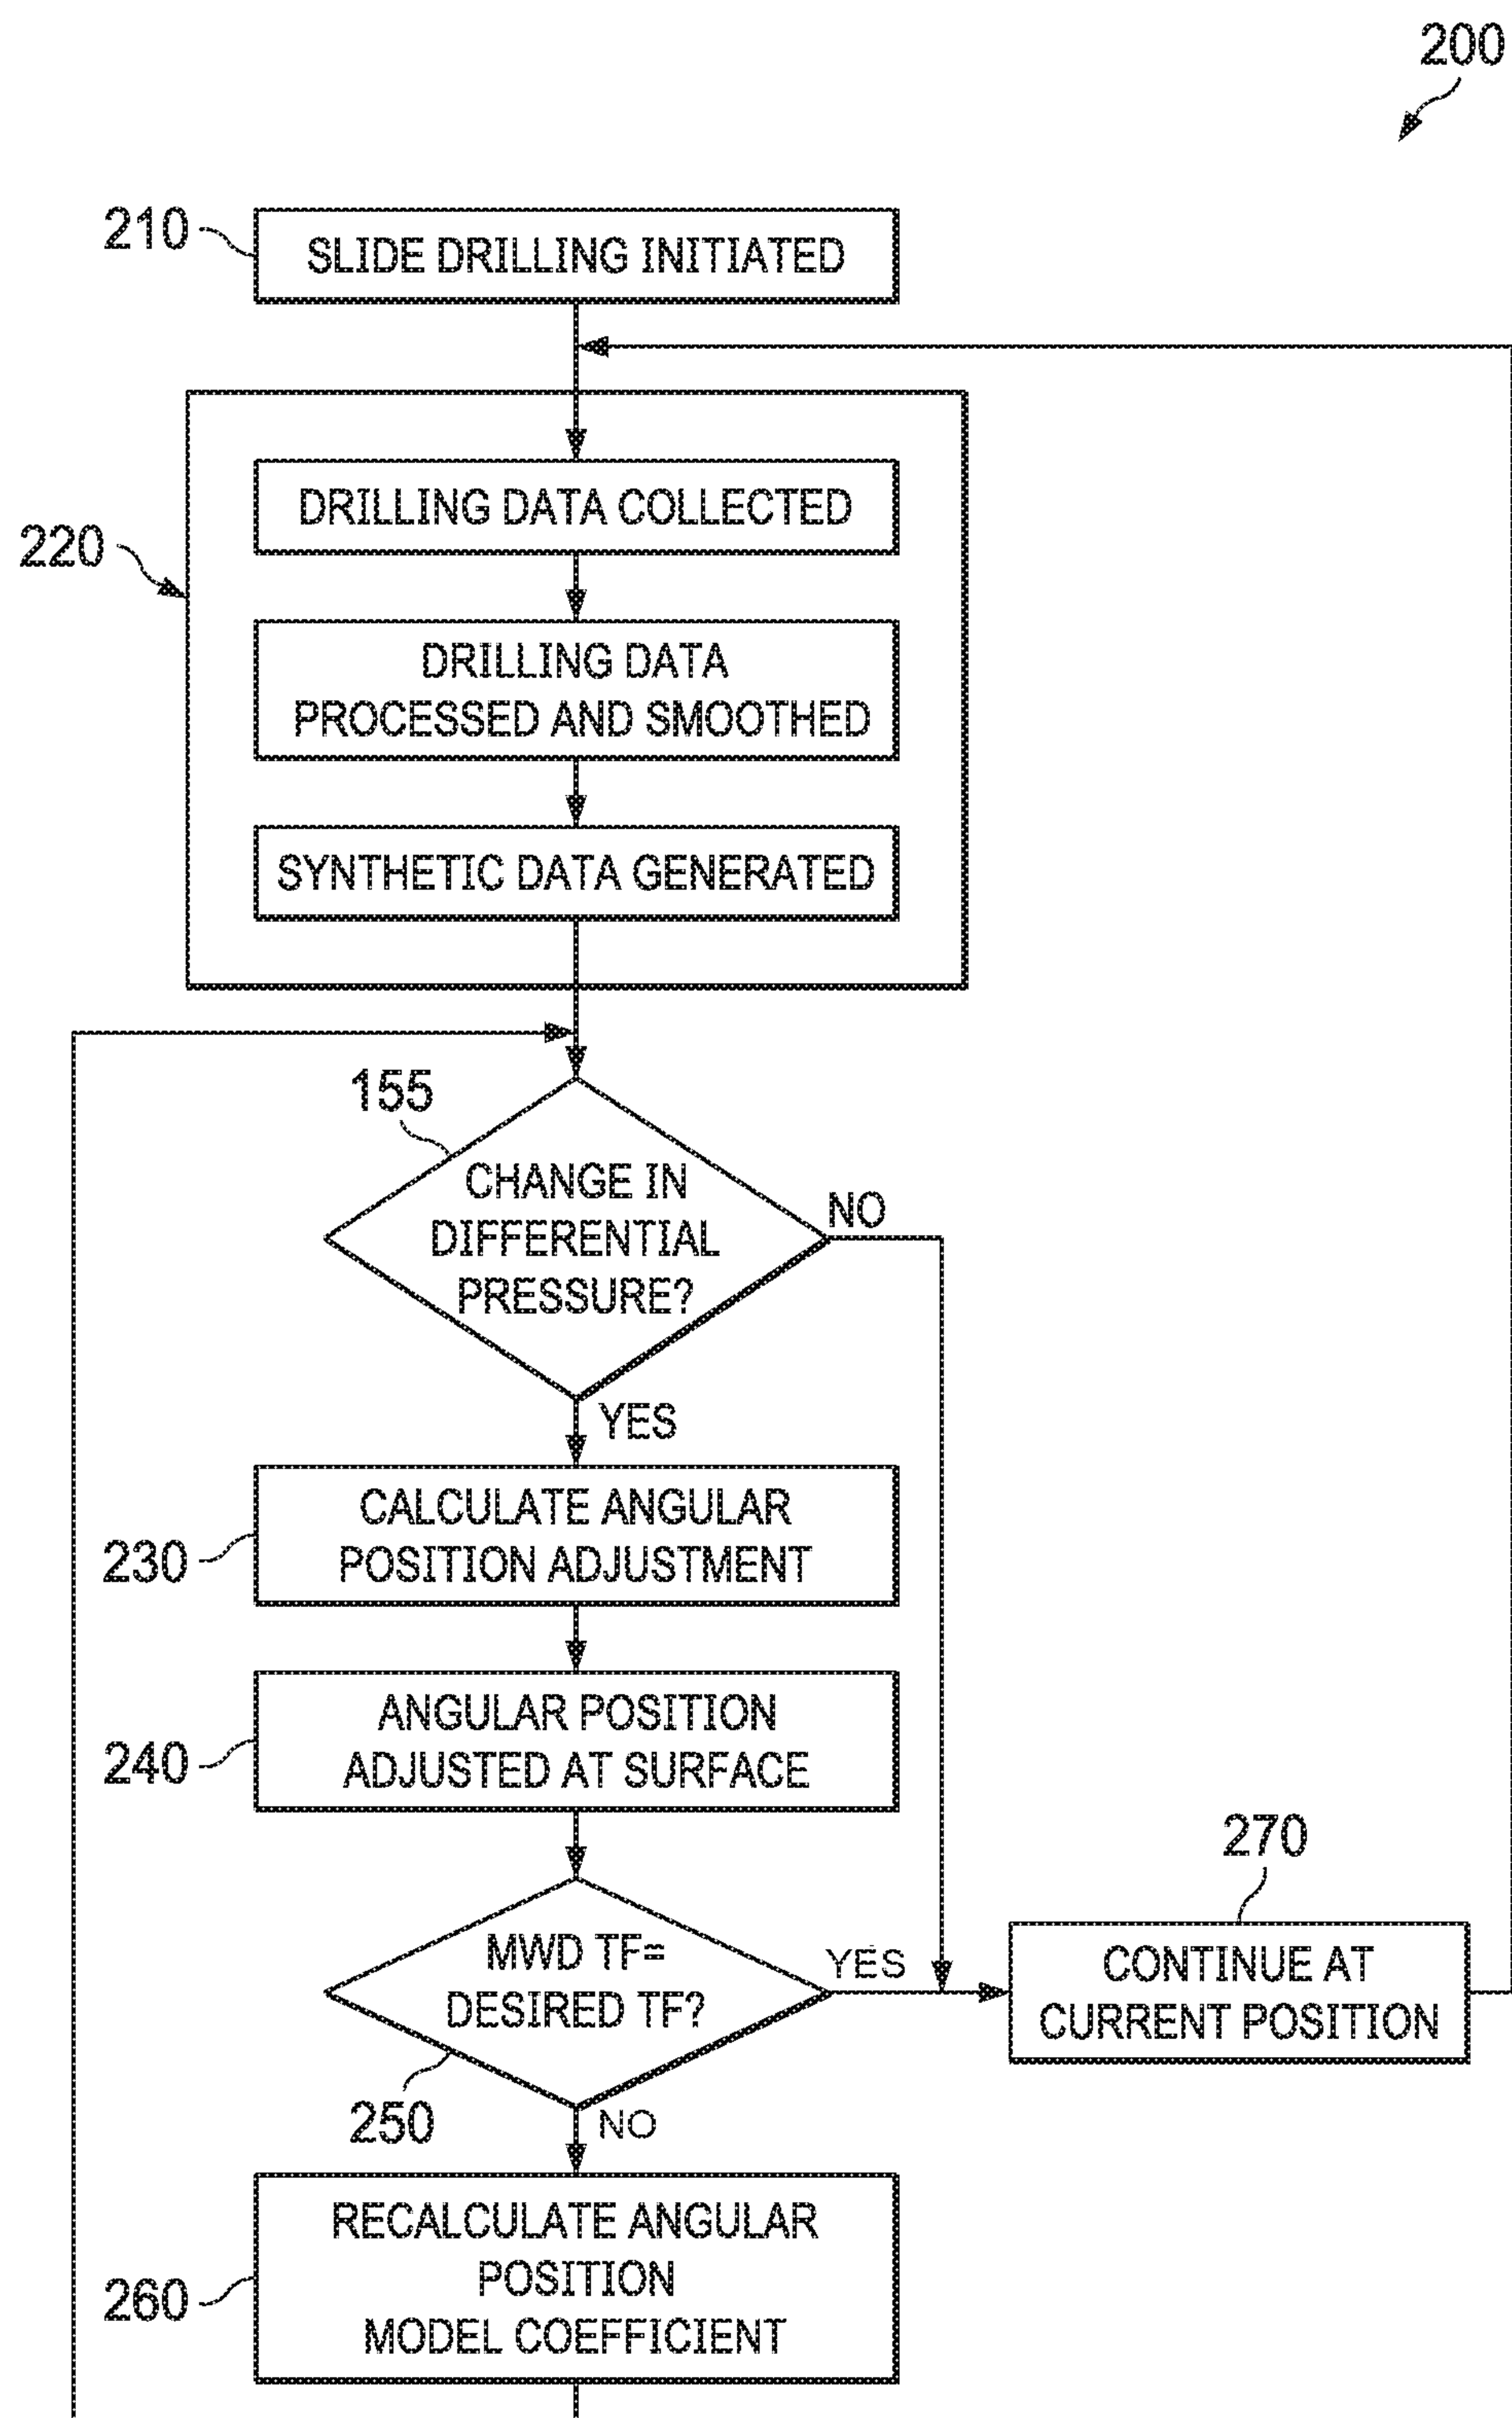 200
210
SLIDE DRILLING INITIATED
220
DRILLING DATA COLLECTED
DRILLING DATA
PROCESSED AND SMOOTHED
SYNTHETIC DATA GENERATED
155
CHANGE IN
DIFFERENTIAL
PRESSURE?
NO
YES
230
CALCULATE ANGULAR
POSITION ADJUSTMENT
240
ANGULAR POSITION
ADJUSTED AT SURFACE
250
MWD TF=
DESIRED TF?
YES
270
CONTINUE AT
CURRENT POSITION
NO
260
RECALCULATE ANGULAR
POSITION
MODEL COEFFICIENT